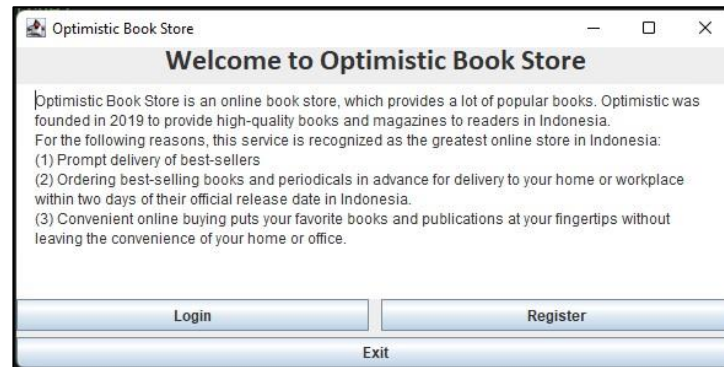 Optimistic Book Store
Welcome to Optimistic Book Store
Optimistic Book Store is an online book store, which provides a lot of popular books. Optimistic was
founded in 2019 to provide high-quality books and magazines to readers in Indonesia.
For the following reasons, this service is recognized as the greatest online store in Indonesia:
(1) Prompt delivery of best-sellers
(2) Ordering best-selling books and periodicals in advance for delivery to your home or workplace
within two days of their official release date in Indonesia.
(3) Convenient online buying puts your favorite books and publications at your fingertips without
leaving the convenience of your home or office.
Login
Register
Exit